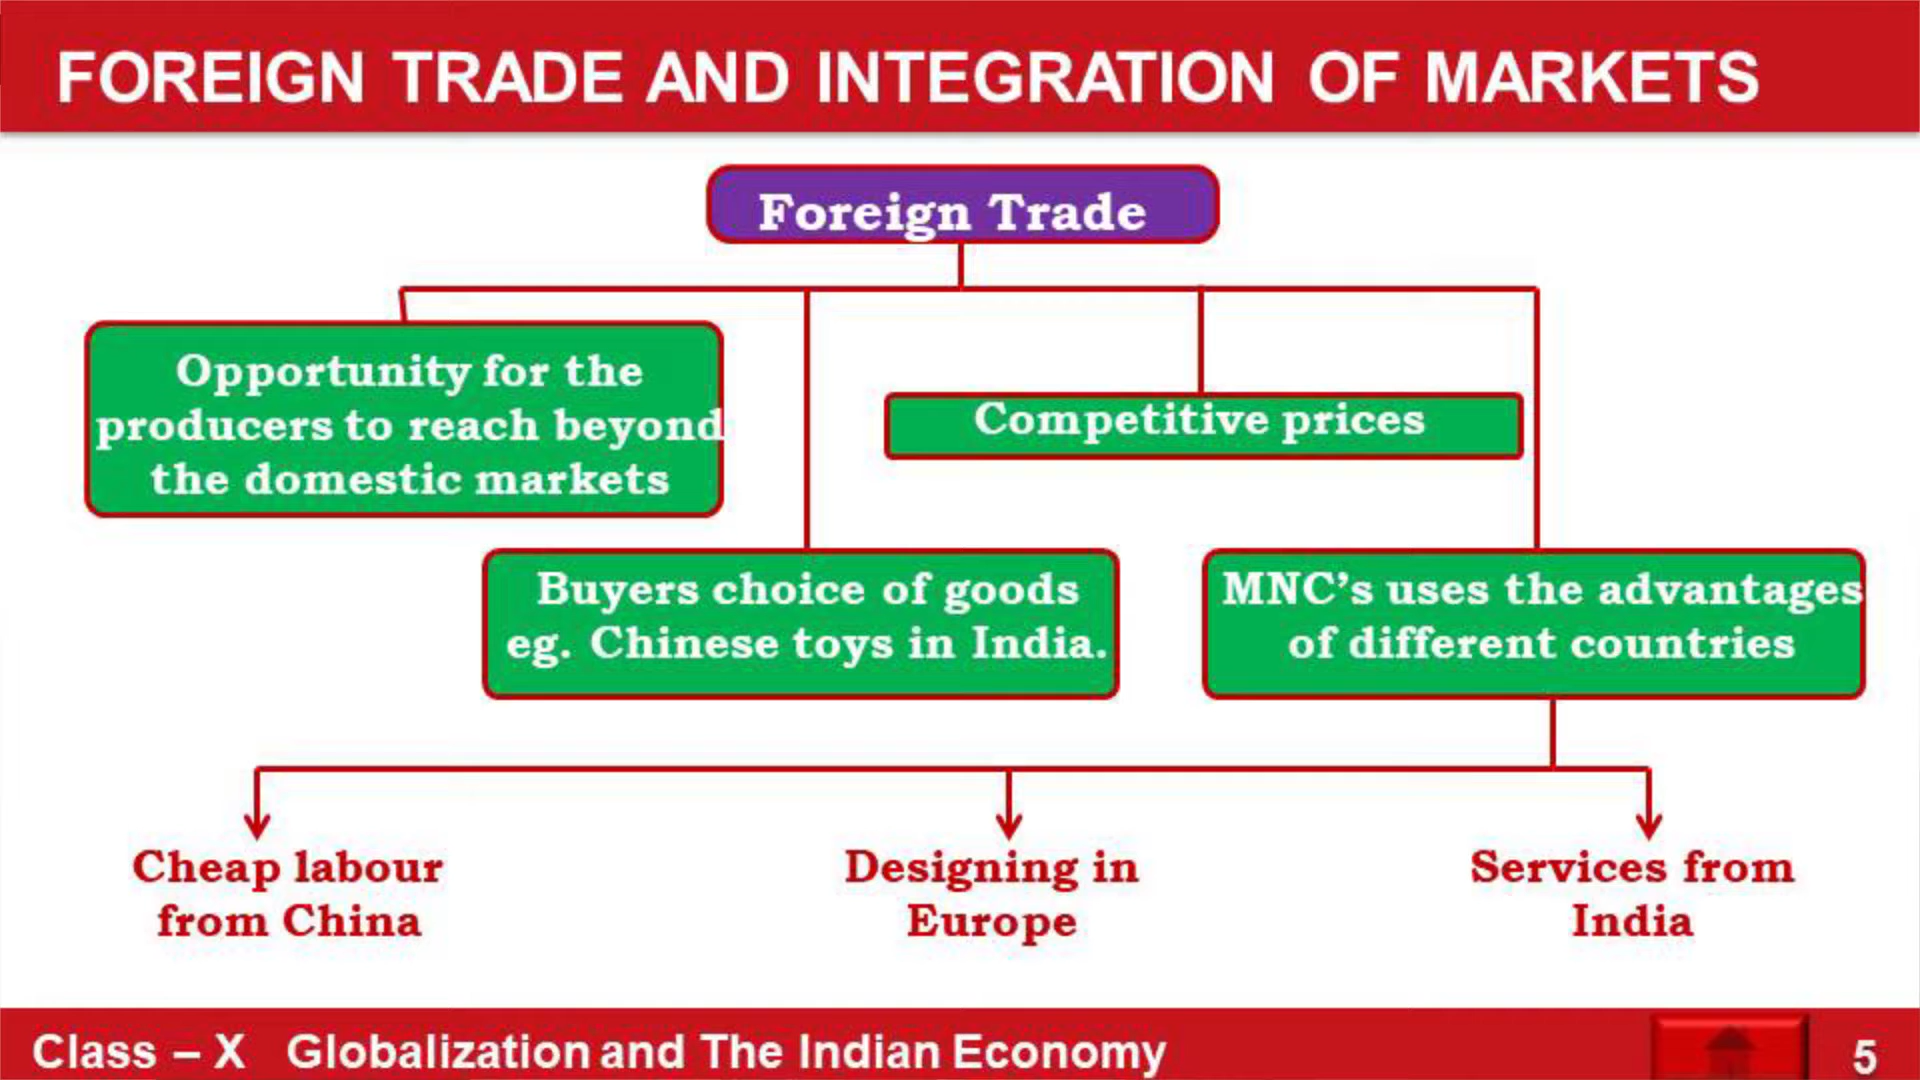 FOREIGN TRADE AND INTEGRATION OF MARKETS
Foreign Trade
Opportunity for the
producers to reach beyond
the domestic markets
Competitive prices
Buyers choice of goods
eg. Chinese toys in India.
MNC's uses the advantages
of different countries
Cheap labour
from China
Designing in
Europe
Services from
India
Class – X Globalization and The Indian Economy
5